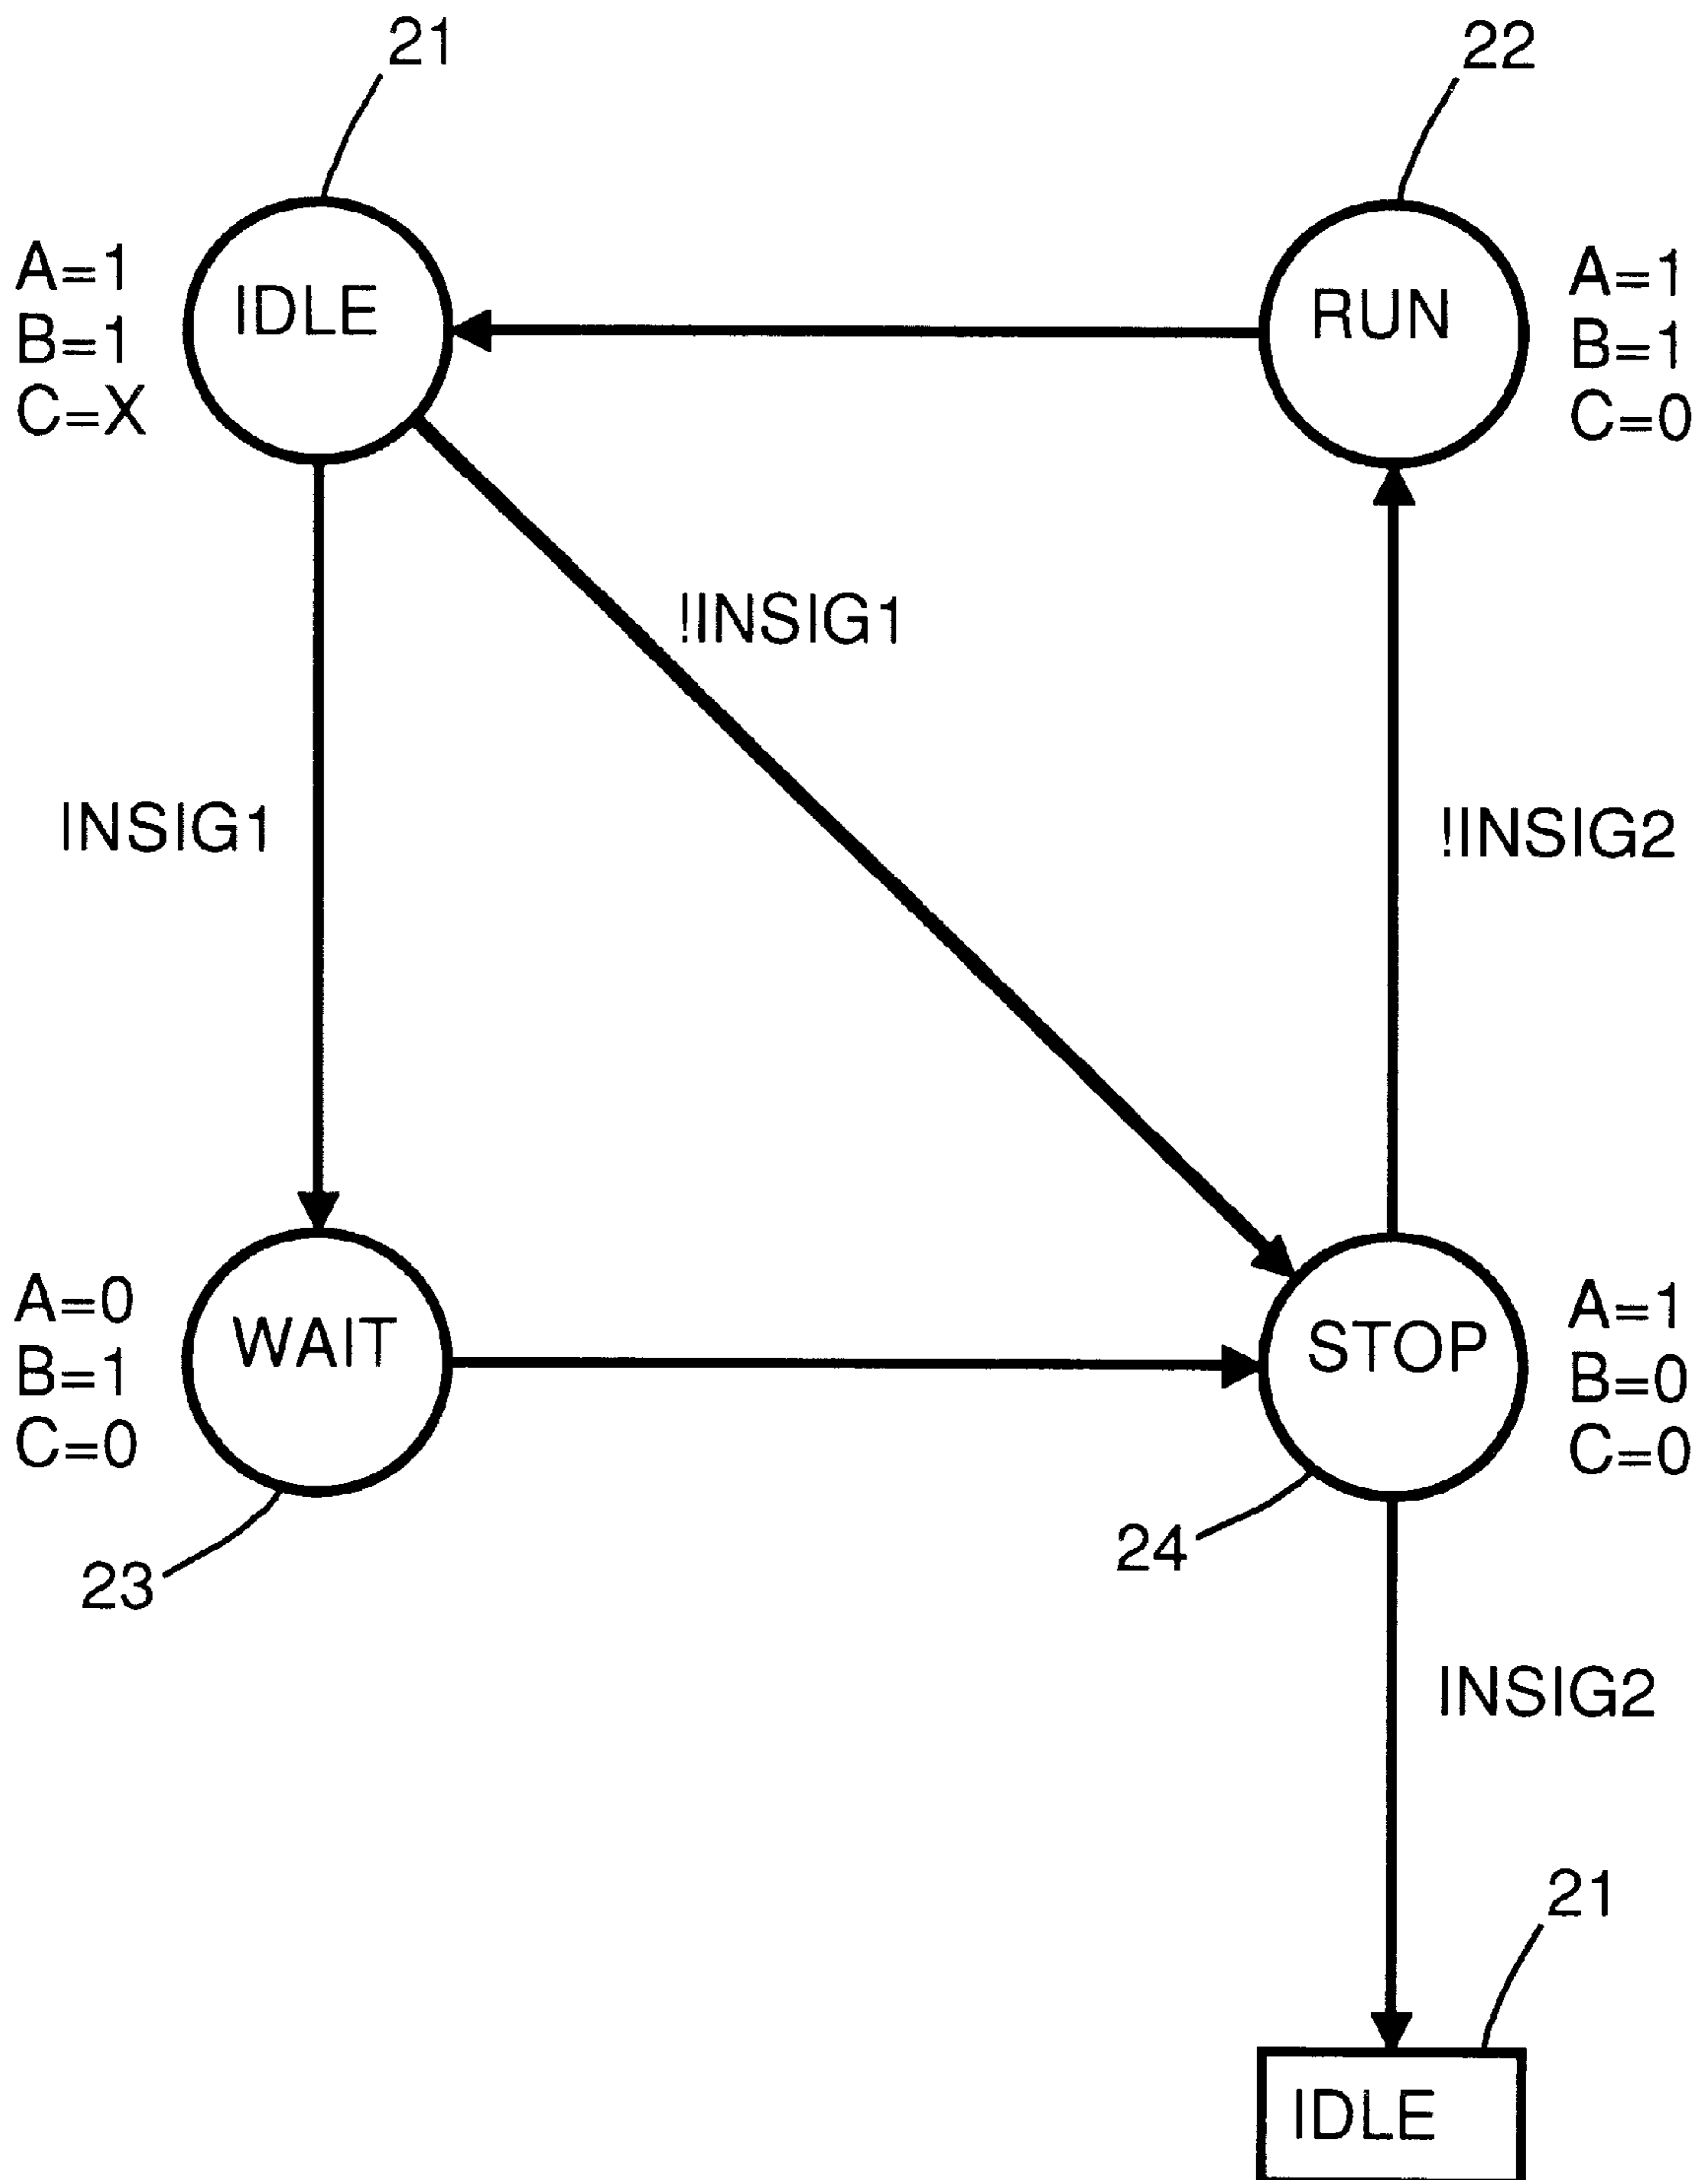 21
22
A=1
B=1
C=X
IDLE
RUN
A=1
B=1
C=0
!INSIG1
INSIG1
!INSIG2
A=0
B=1
C=0
WAIT
STOP
A=1
B=0
C=0
23
24
INSIG2
21
IDLE